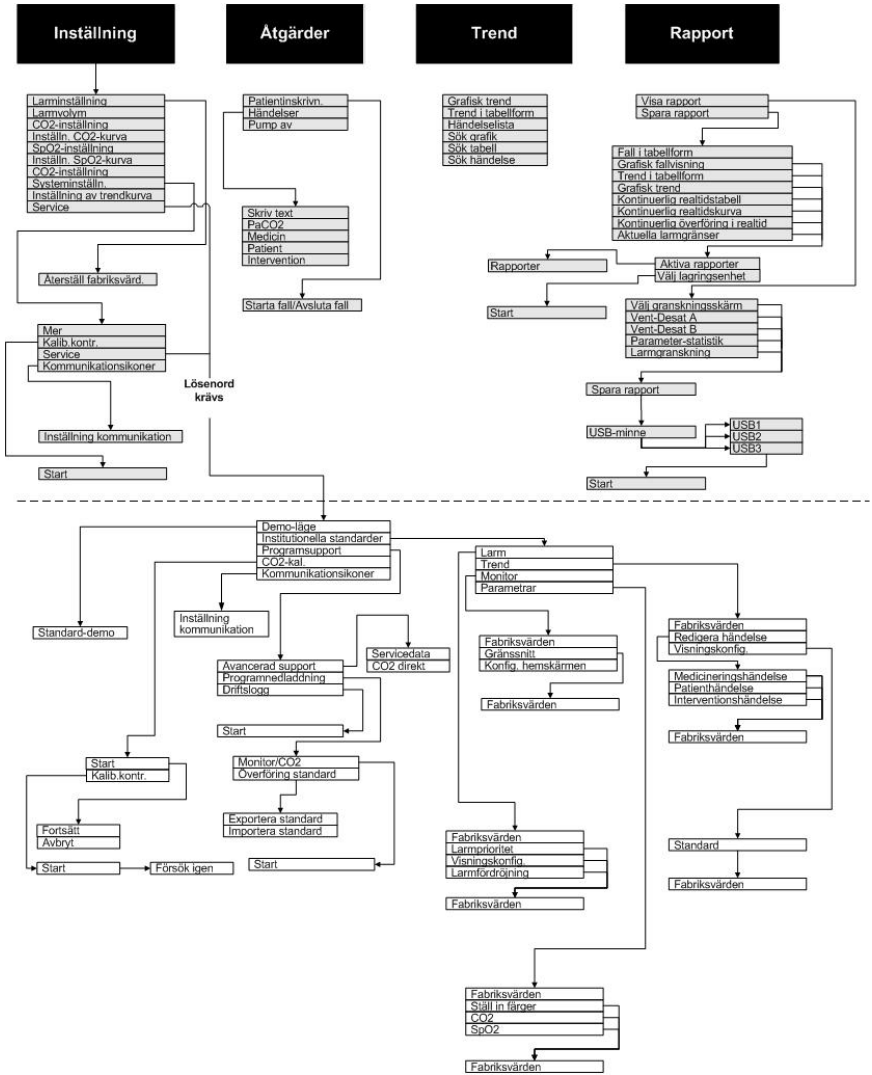 Inställning
Åtgärder
Trend
Rapport
Larminställning
Larmvolym
CO2-inställning
Inställn. CO2-kurva
SpO2-inställning
Inställn. SpO2-kurva
CO2-inställning
Systeminställn.
Inställning av trendkurva
Service
Återställ fabriksvärd.
Mer
Kalib.kontr.
Service
Kommunikationsikoner
Lösenord
krävs
Inställning kommunikation
Start
Patientinskrivn.
Händelser
Pump av
Skriv text
PaCO2
Medicin
Patient
Intervention
Starta fall/Avsluta fall
Grafisk trend
Trend i tabellform
Händelselista
Sök grafik
Sök tabell
Sök händelse
Visa rapport
Spara rapport
Fall i tabellform
Grafisk fallvisning
Trend i tabellform
Grafisk trend
Kontinuerlig realtidstabell
Kontinuerlig realtidskurva
Kontinuerlig överföring i realtid
Aktuella larmgränser
Rapporter
Aktiva rapporter
Välj lagringsenhet
Start
Välj granskningsskärm
Vent-Desat A
Vent-Desat B
Parameter-statistik
Larmgranskning
Spara rapport
USB-minne
USB1
USB2
USB3
Start
Demo-läge
Institutionella standarder
Programsupport
CO2-kal.
Kommunikationsikoner
Standard-demo
Inställning
kommunikation
Avancerad support
Programnedladdning
Driftslogg
Servicedata
CO2 direkt
Start
Monitor/CO2
Överföring standard
Exportera standard
Importera standard
Start
Start
Kalib.kontr.
Fortsätt
Avbryt
Start
Försök igen
Larm
Trend
Monitor
Parametrar
Fabriksvärden
Gränssnitt
Konfig. hemskärmen
Fabriksvärden
Fabriksvärden
Redigera händelse
Visningskonfig.
Medicineringshändelse
Patienthändelse
Interventionshändelse
Fabriksvärden
Standard
Fabriksvärden
Fabriksvärden
Larmprioritet
Visningskonfig.
Larmfördröjning
Fabriksvärden
Fabriksvärden
Ställ in färger
CO2
SpO2
Fabriksvärden